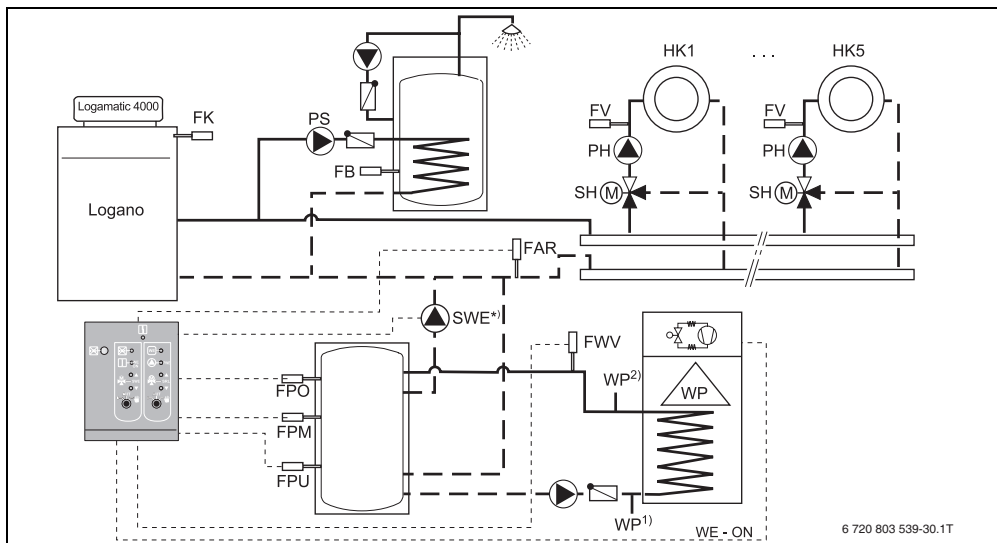 HK1 . . . HK5
Logamatic 4000
FK
FV
FV
PS
PH
PH
FB
SH M
SH M
Logano
FAR
SWE*)
FWV
FPO
WP2)
WP
FPM
FPU
WP1)
WE - ON
6 720 803 539-30.1T